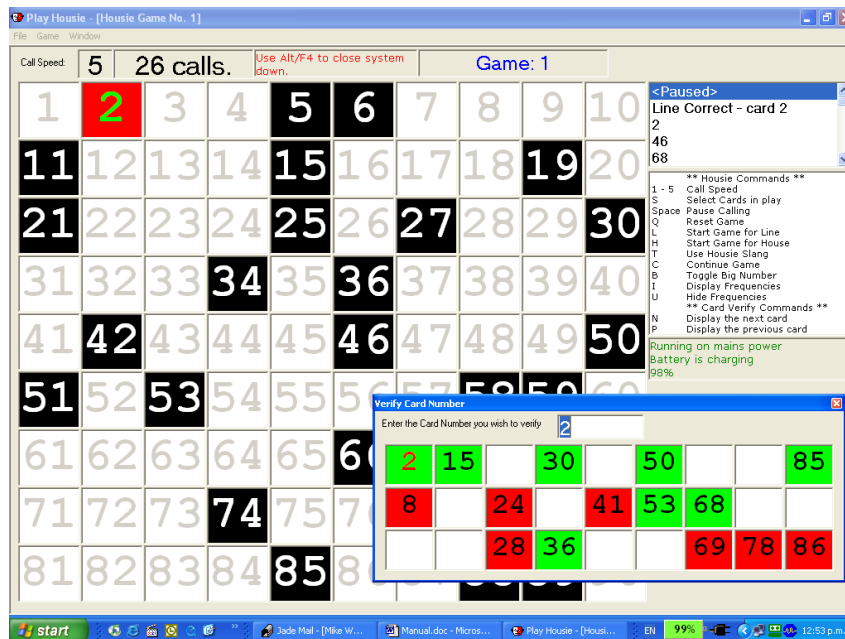 Play Housie - [Housie Game No. 1]
File Game Window
Call Speed: 5 26 calls. Use Alt/F4 to close system down. Game: 1
1 2 3 4 5 6 7 8 9 10
11 12 13 14 15 16 17 18 19 20
21 22 23 24 25 26 27 28 29 30
31 32 33 34 35 36 37 38 39 40
41 42 43 44 45 46 47 48 49 50
51 52 53 54 55
61 62 63 64 65
71 72 73 74 75
81 82 83 84 85
<Paused>
Line Correct - card 2
2
46
68
** Housie Commands **
1 - 5 Call Speed
S Select Cards in play
Space Pause Calling
Q Reset Game
L Start Game for Line
H Start Game for House
T Use Housie Slang
C Continue Game
B Toggle Big Number
I Display Frequencies
U Hide Frequencies
** Card Verify Commands **
N Display the next card
P Display the previous card
Running on mains power
Battery is charging
98%
Verify Card Number
Enter the Card Number you wish to verify 2
2 15 30 50 85
8 24 41 53 68
28 36 69 78 86
start Jade Mail - [Mike W... Manual.doc - Micros... Play Housie - [Housi... EN 99% 12:53 p.m.